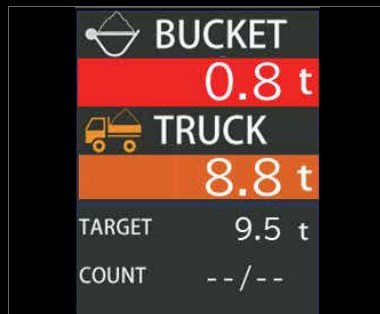 BUCKET
0.8 t
TRUCK
8.8 t
TARGET 9.5 t
COUNT --/--